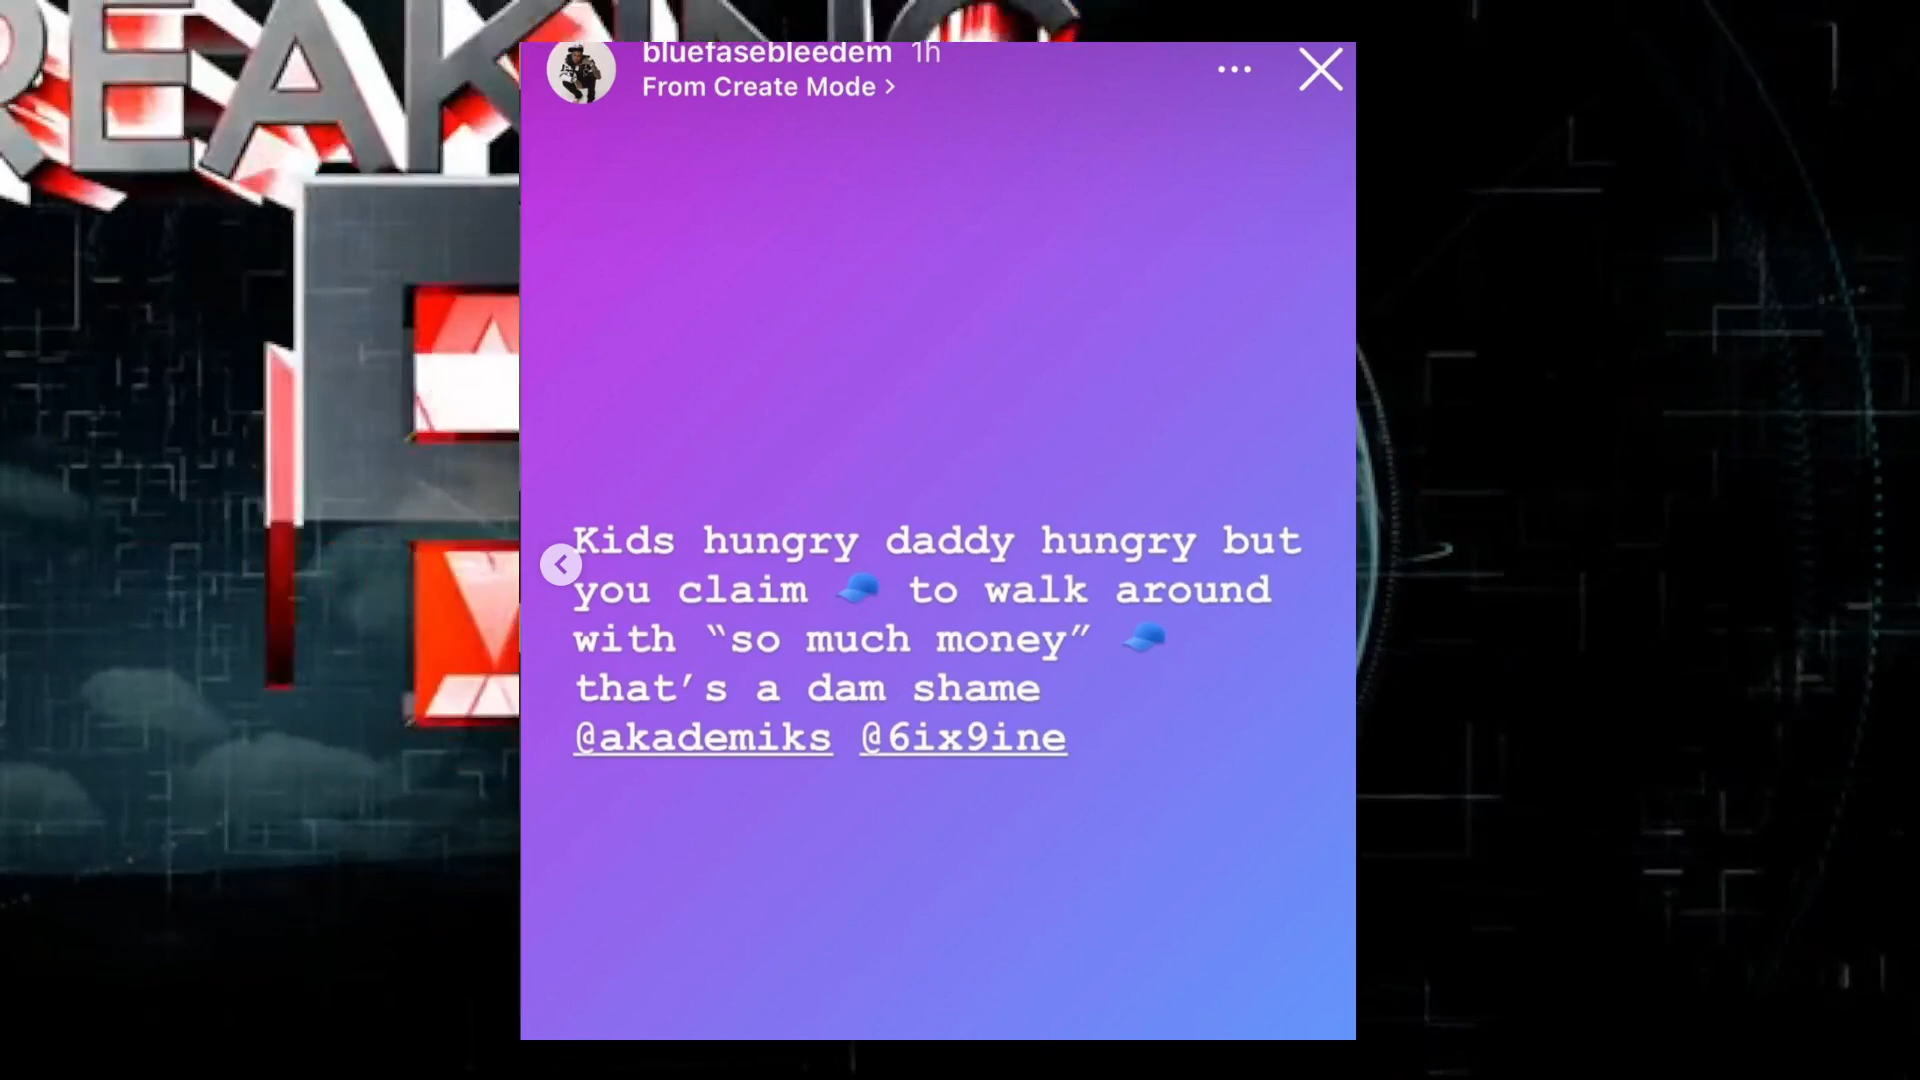 REAKING
bluefasebleedem 1h
From Create Mode >
Kids hungry daddy hungry but
you claim 🧢 to walk around
with “so much money” 🧢
that’s a dam shame
@akademiks @6ix9ine